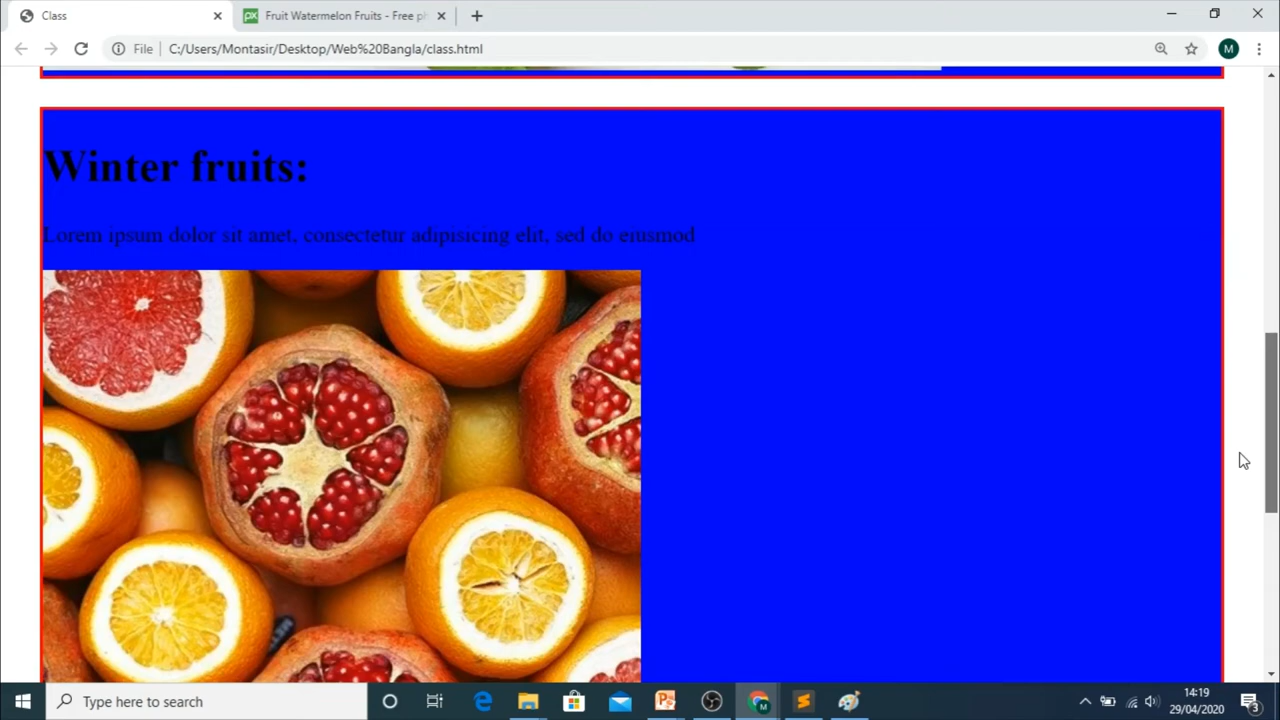 Class
Fruit Watermelon Fruits - Free ph
File
C:/Users/Montasir/Desktop/Web%20Bangla/class.html
M
Winter fruits:
Lorem ipsum dolor sit amet, consectetur adipisicing elit, sed do eiusmod
Type here to search
14:19
29/04/2020
3